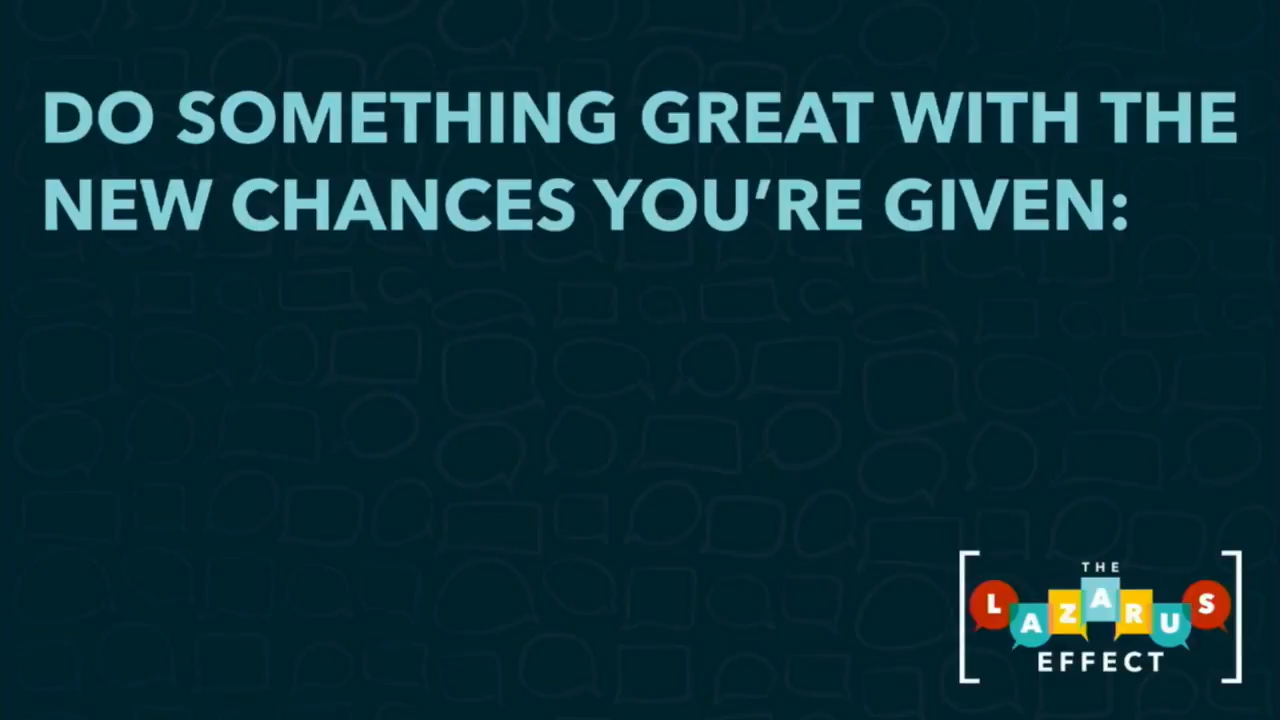 DO SOMETHING GREAT WITH THE
NEW CHANCES YOU'RE GIVEN:
THE
LAZARUS
EFFECT